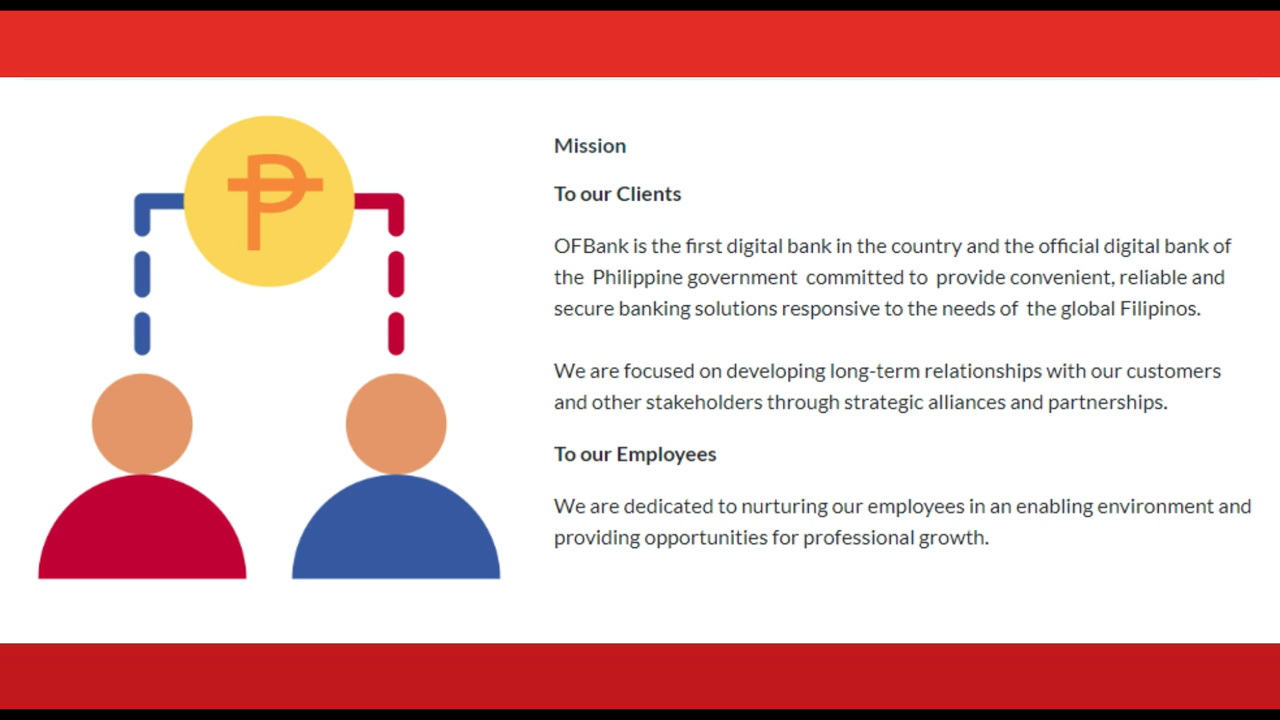 Mission
To our Clients
OFBank is the first digital bank in the country and the official digital bank of
the Philippine government committed to provide convenient, reliable and
secure banking solutions responsive to the needs of the global Filipinos.
We are focused on developing long-term relationships with our customers
and other stakeholders through strategic alliances and partnerships.
To our Employees
We are dedicated to nurturing our employees in an enabling environment and
providing opportunities for professional growth.